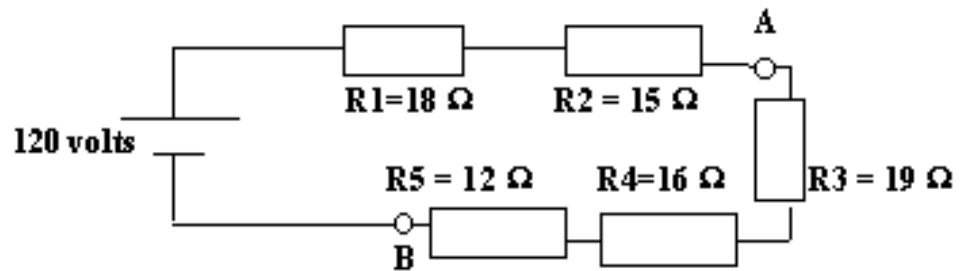 A
R1=18 Ω
R2 = 15 Ω
120 volts
R5 = 12 Ω
R4=16 Ω
R3 = 19 Ω
B